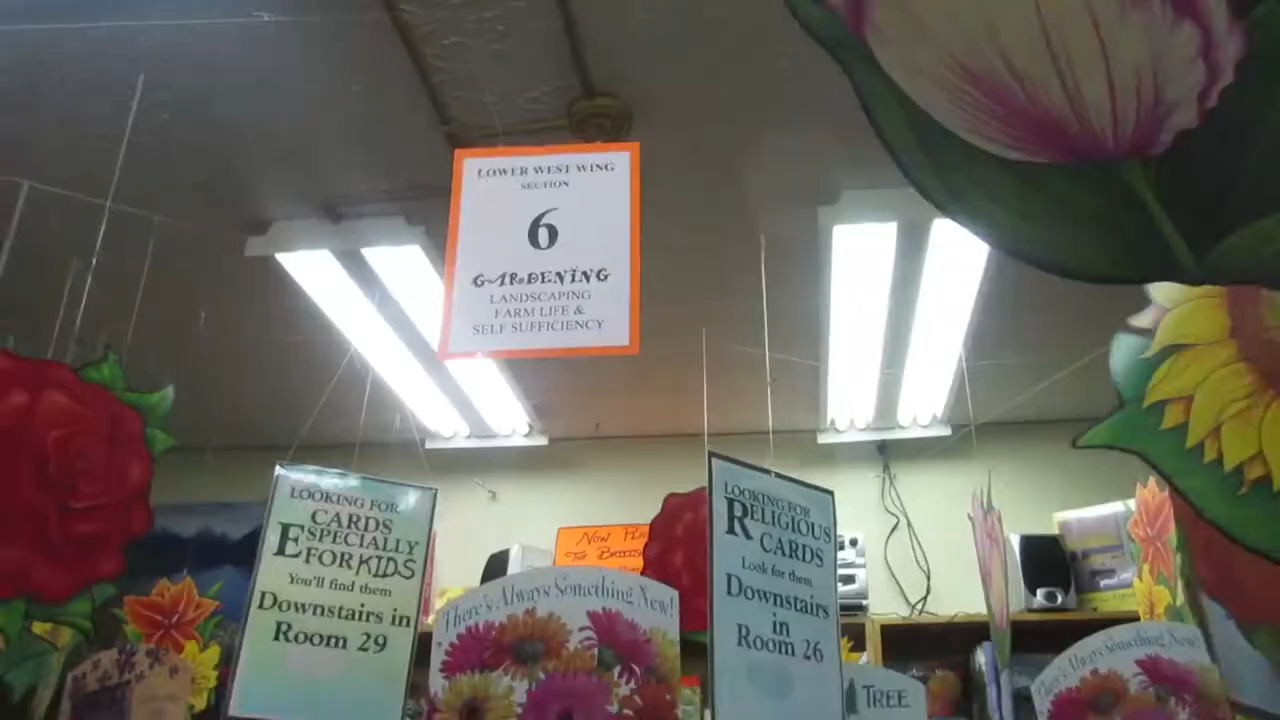 LOWER WEST WING
SECTION
6
GARDENING
LANDSCAPING
FARM LIFE &
SELF SUFFICIENCY
LOOKING FOR
CARDS
ESPECIALLY
FOR KIDS
You'll find them
Downstairs in
Room 29
NOW
THE
There's Always Something New!
LOOKING FOR
RELIGIOUS
CARDS
Look for them
Downstairs
in
Room 26
TREE
There's Always Something New!